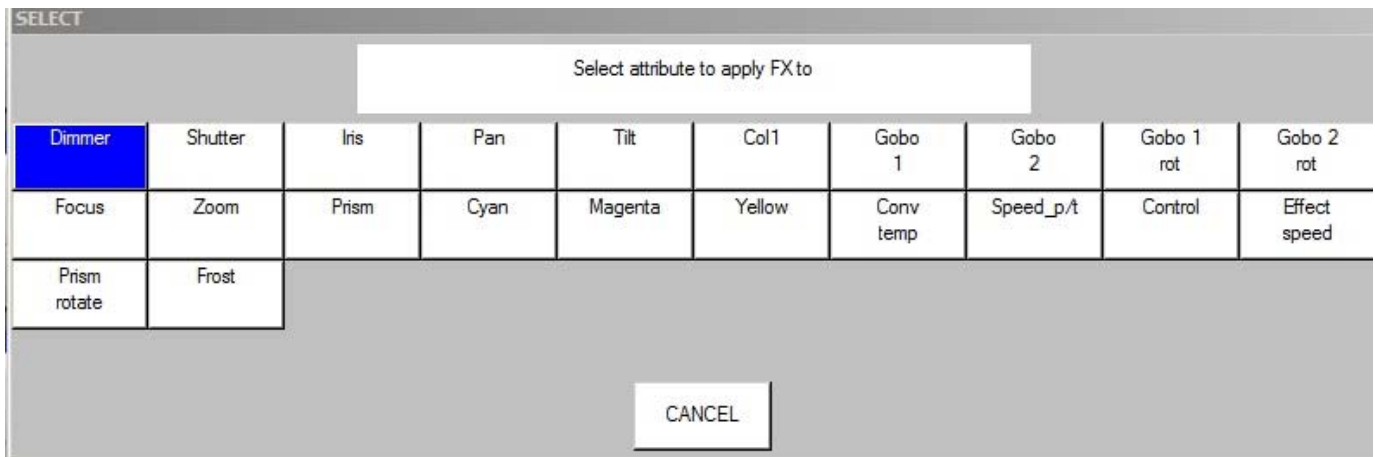 SELECT
Select attribute to apply FX to
Dimmer Shutter Iris Pan Tilt Col1 Gobo 1 Gobo 2 Gobo 1 rot Gobo 2 rot
Focus Zoom Prism Cyan Magenta Yellow Conv temp Speed_p/t Control Effect speed
Prism rotate Frost
CANCEL